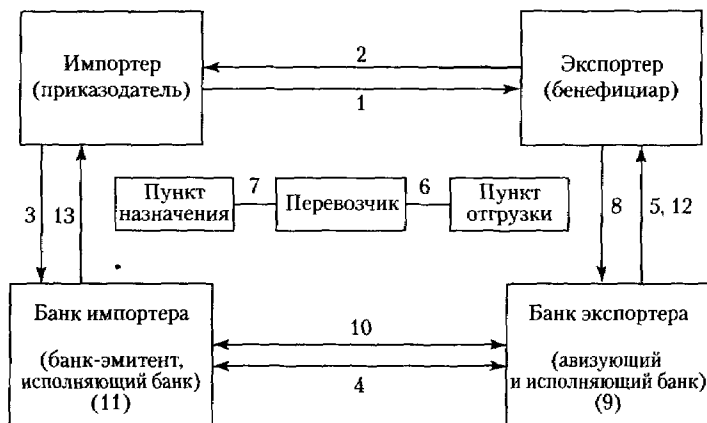 2
Импортер
(приказодатель)
Экспортер
(бенефициар)
1
3
13
Пункт
назначения
7
Перевозчик
6
Пункт
отгрузки
8
5, 12
Банк импортера
(банк-эмитент,
исполняющий банк)
(11)
10
4
Банк экспортера
(авизующий
и исполняющий банк)
(9)